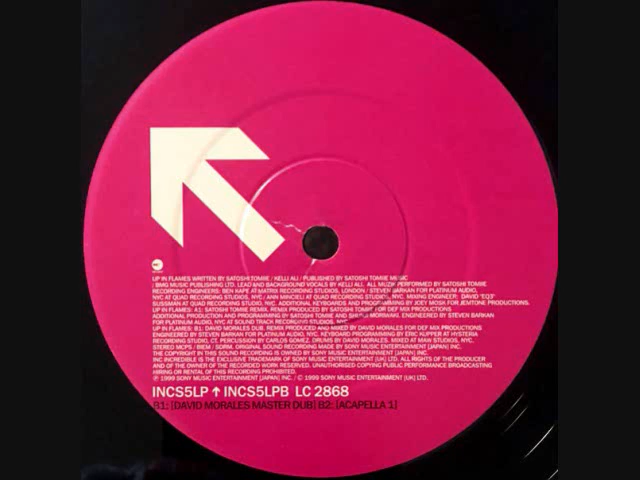 UP IN FLAMES WRITTEN BY SATOSHI TOMIIE / KELLI ALI / PUBLISHED BY SATOSHI TOMIIE MUSIC
/ BMG MUSIC PUBLISHING LTD. LEAD AND BACKGROUND VOCALS BY KELLI ALI. ALL MUZIK PERFORMED BY SATOSHI TOMIIE
RECORDING ENGINEERS: BEN KAPE AT MATRIX RECORDING STUDIOS, LONDON / STEVEN BARKAN FOR PLATINUM AUDIO,
NYC AT QUAD RECORDING STUDIOS, NYC/ ANN MINCIELI AT QUAD RECORDING STUDIOS, NYC. MIXING ENGINEER: DAVID "EQ3"
SUSSMAN AT QUAD RECORDING STUDIOS, NYC. ADDITIONAL KEYBOARDS AND PROGRAMMING BY JOEY MOSK FOR JEMTONE PRODUCTIONS.
UP IN FLAMES: A1: SATOSHI TOMIIE REMIX. REMIX PRODUCED BY SATOSHI TOMIIE FOR DEF MIX PRODUCTIONS
ADDITIONAL PRODUCTION AND PROGRAMMING BY SATOSHI TOMIIE AND SHINJI MORIWAKI. ENGINEERED BY STEVEN BARKAN
FOR PLATINUM AUDIO, NYC AT SOUND TRACK RECORDING STUDIOS, NYC
UP IN FLAMES: B1: DAVID MORALES DUB. REMIX PRODUCED AND MIXED BY DAVID MORALES FOR DEF MIX PRODUCTIONS
ENGINEERED BY STEVEN BARKAN FOR PLATINUM AUDIO, NYC. KEYBOARD PROGRAMMING BY ERIC KUPPER AT HYSTERIA
RECORDING STUDIO, CT. PERCUSSION BY CARLOS GOMEZ. DRUMS BY DAVID MORALES. MIXED AT MAW STUDIOS, NYC.
STEREO MCPS / BIEM / SDRM. ORIGINAL SOUND RECORDING MADE BY SONY MUSIC ENTERTAINMENT [JAPAN] INC.
THE COPYRIGHT IN THIS SOUND RECORDING IS OWNED BY SONY MUSIC ENTERTAINMENT [JAPAN] INC.
INC INCREDIBLE IS THE EXCLUSIVE TRADEMARK OF SONY MUSIC ENTERTAINMENT [UK] LTD. ALL RIGHTS OF THE PRODUCER
AND OF THE OWNER OF THE RECORDED WORK RESERVED. UNAUTHORISED COPYING PUBLIC PERFORMANCE BROADCASTING
HIRING OR RENTAL OF THIS RECORDING PROHIBITED.
℗ 1999 SONY MUSIC ENTERTAINMENT [JAPAN] INC. / © 1999 SONY MUSIC ENTERTAINMENT [UK] LTD.
INCS5LP ↑ INCS5LPB LC 2868
B1: [DAVID MORALES MASTER DUB] B2: [ACAPELLA 1]